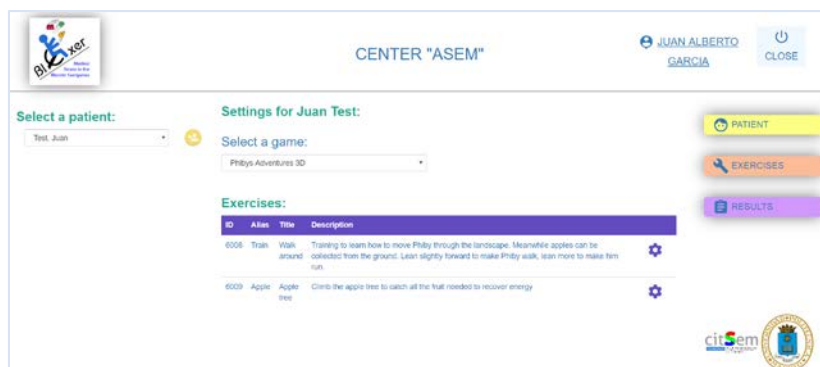 Blexer
CENTER "ASEM"
JUAN ALBERTO
GARCIA
CLOSE
Select a patient:
Test, Juan
Settings for Juan Test:
Select a game:
Phibys Adventures 3D
Exercises:
ID Alias Title Description
6008 Train Walk around Training to learn how to move Phiby through the landscape. Meanwhile apples can be
collected from the ground. Lean slightly forward to make Phiby walk, lean more to make him
run.
6009 Apple Apple tree Climb the apple tree to catch all the fruit needed to recover energy
PATIENT
EXERCISES
RESULTS
citSem